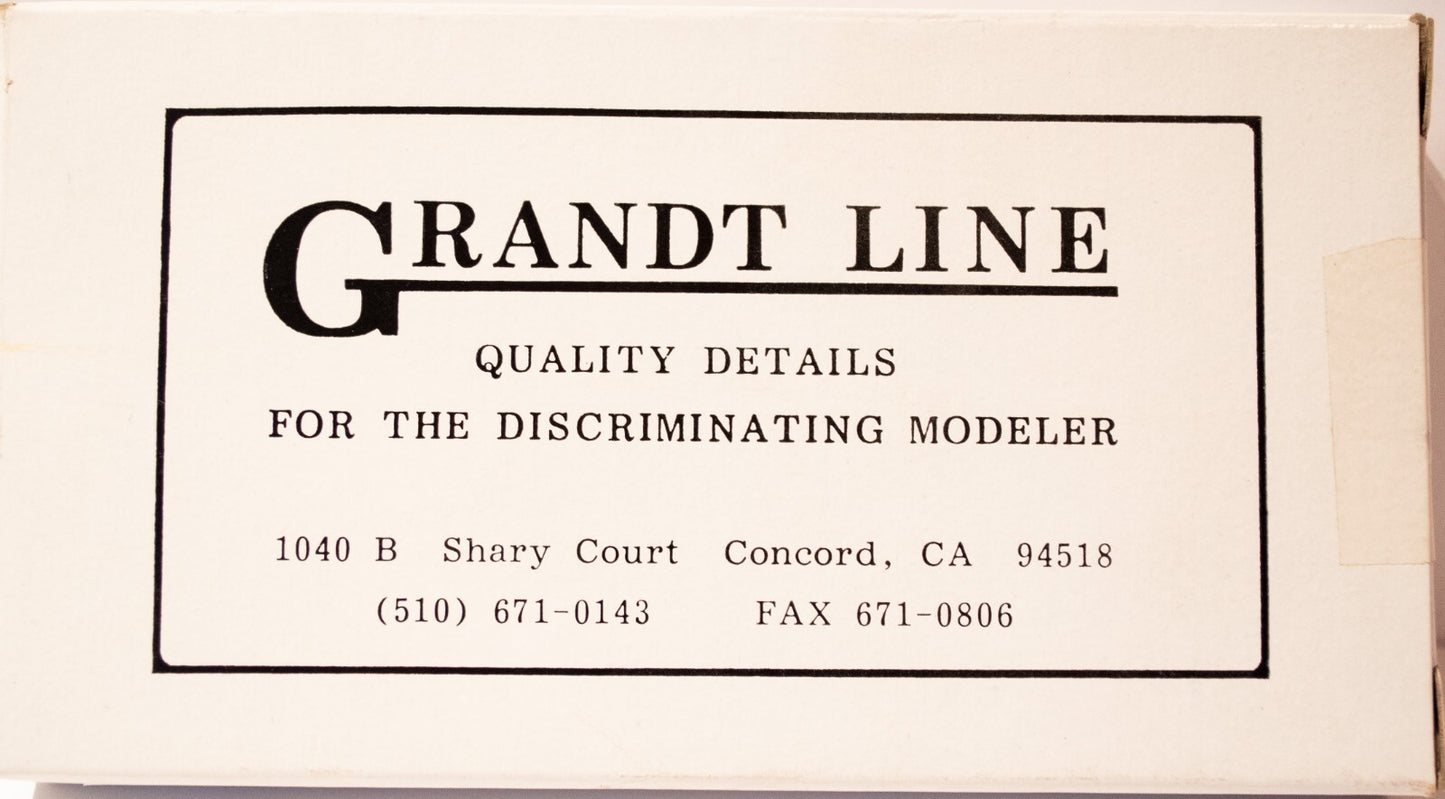 GRANDT LINE
QUALITY DETAILS
FOR THE DISCRIMINATING MODELER
1040 B Shary Court Concord, CA 94518
(510) 671-0143 FAX 671-0806